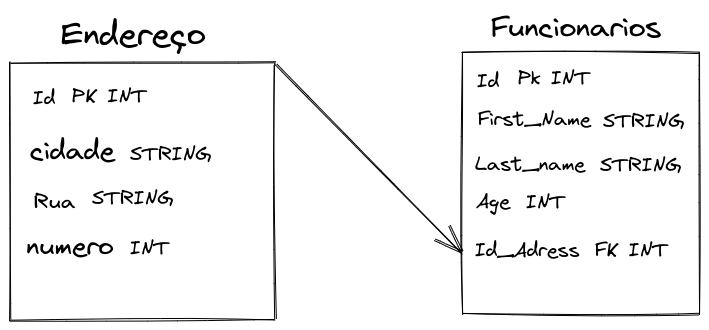 Endereço
Id PK INT
cidade STRING
Rua STRING
numero INT
Funcionarios
Id Pk INT
First_Name STRING
Last_name STRING
Age INT
Id_Adress FK INT